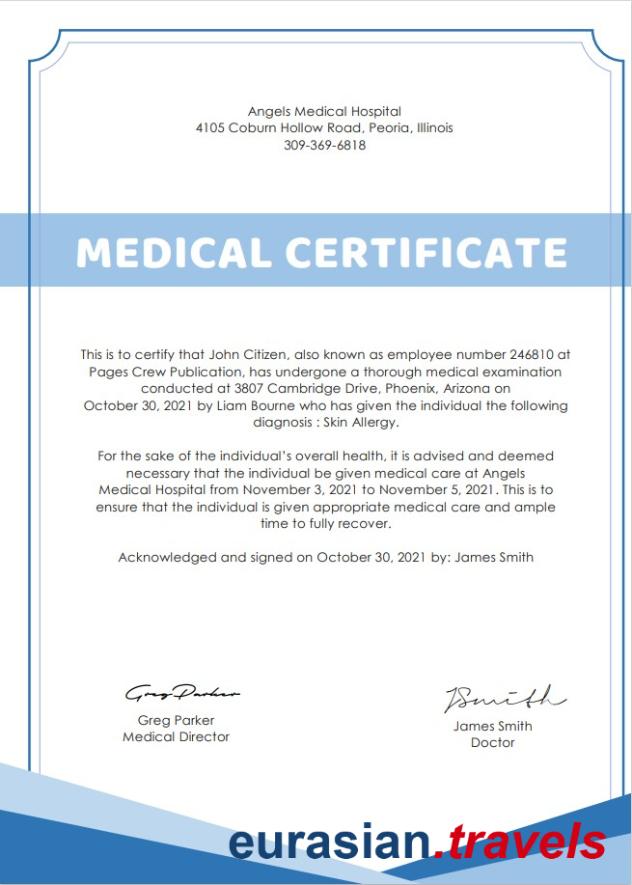 Angels Medical Hospital
4105 Coburn Hollow Road, Peoria, Illinois
309-369-6818
MEDICAL CERTIFICATE
This is to certify that John Citizen, also known as employee number 246810 at
Pages Crew Publication, has undergone a thorough medical examination
conducted at 3807 Cambridge Drive, Phoenix, Arizona on
October 30, 2021 by Liam Bourne who has given the individual the following
diagnosis : Skin Allergy.
For the sake of the individual's overall health, it is advised and deemed
necessary that the individual be given medical care at Angels
Medical Hospital from November 3, 2021 to November 5, 2021. This is to
ensure that the individual is given appropriate medical care and ample
time to fully recover.
Acknowledged and signed on October 30, 2021 by: James Smith
Greg Parker
JSmith
Greg Parker
James Smith
Medical Director
Doctor
eurasian.travels